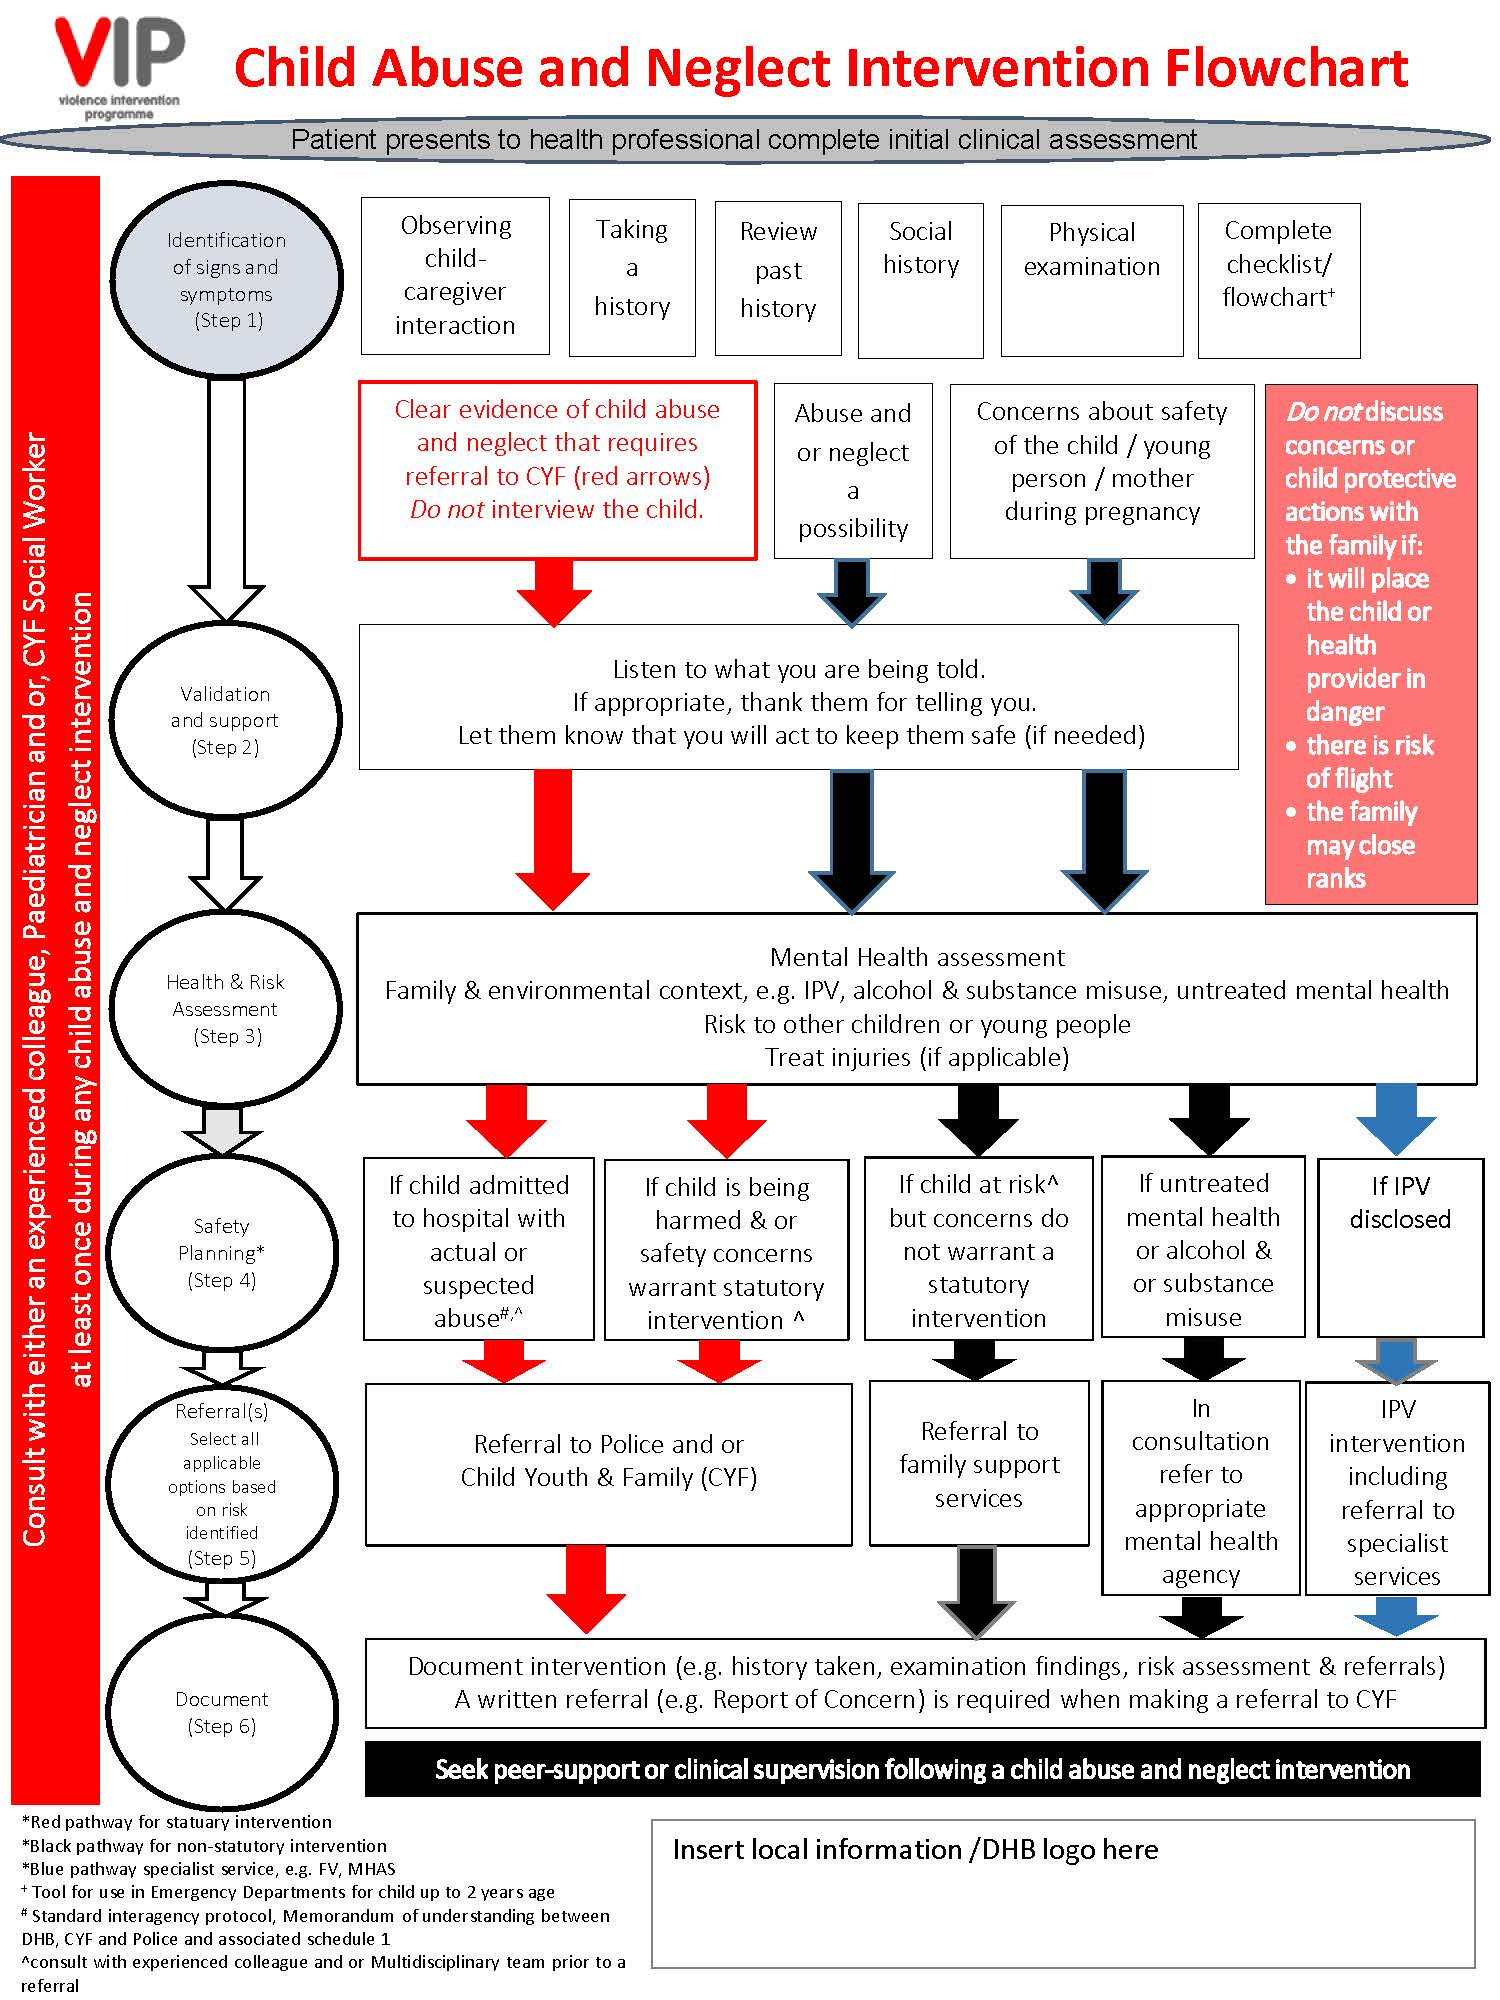 VIP
violence intervention
programme
Child Abuse and Neglect Intervention Flowchart
Patient presents to health professional complete initial clinical assessment
Consult with either an experienced colleague, Paediatrician and or, CYF Social Worker
at least once during any child abuse and neglect intervention
Identification
of signs and
symptoms
(Step 1)
Observing
child-
caregiver
interaction
Taking
a
history
Review
past
history
Social
history
Physical
examination
Complete
checklist/
flowchart+
Clear evidence of child abuse
and neglect that requires
referral to CYF (red arrows)
Do not interview the child.
Abuse and
or neglect
a
possibility
Concerns about safety
of the child / young
person / mother
during pregnancy
Do not discuss
concerns or
child protective
actions with
the family if:
• it will place
the child or
health
provider in
danger
• there is risk
of flight
• the family
may close
ranks
Validation
and support
(Step 2)
Listen to what you are being told.
If appropriate, thank them for telling you.
Let them know that you will act to keep them safe (if needed)
Health & Risk
Assessment
(Step 3)
Mental Health assessment
Family & environmental context, e.g. IPV, alcohol & substance misuse, untreated mental health
Risk to other children or young people
Treat injuries (if applicable)
Safety
Planning*
(Step 4)
If child admitted
to hospital with
actual or
suspected
abuse#,^
If child is being
harmed & or
safety concerns
warrant statutory
intervention ^
If child at risk^
but concerns do
not warrant a
statutory
intervention
If untreated
mental health
or alcohol &
or substance
misuse
If IPV
disclosed
Referral(s)
Select all
applicable
options based
on risk
identified
(Step 5)
Referral to Police and or
Child Youth & Family (CYF)
Referral to
family support
services
In
consultation
refer to
appropriate
mental health
agency
IPV
intervention
including
referral to
specialist
services
Document
(Step 6)
Document intervention (e.g. history taken, examination findings, risk assessment & referrals)
A written referral (e.g. Report of Concern) is required when making a referral to CYF
Seek peer-support or clinical supervision following a child abuse and neglect intervention
*Red pathway for statuary intervention
*Black pathway for non-statutory intervention
*Blue pathway specialist service, e.g. FV, MHAS
+ Tool for use in Emergency Departments for child up to 2 years age
# Standard interagency protocol, Memorandum of understanding between
DHB, CYF and Police and associated schedule 1
^consult with experienced colleague and or Multidisciplinary team prior to a
referral
Insert local information /DHB logo here